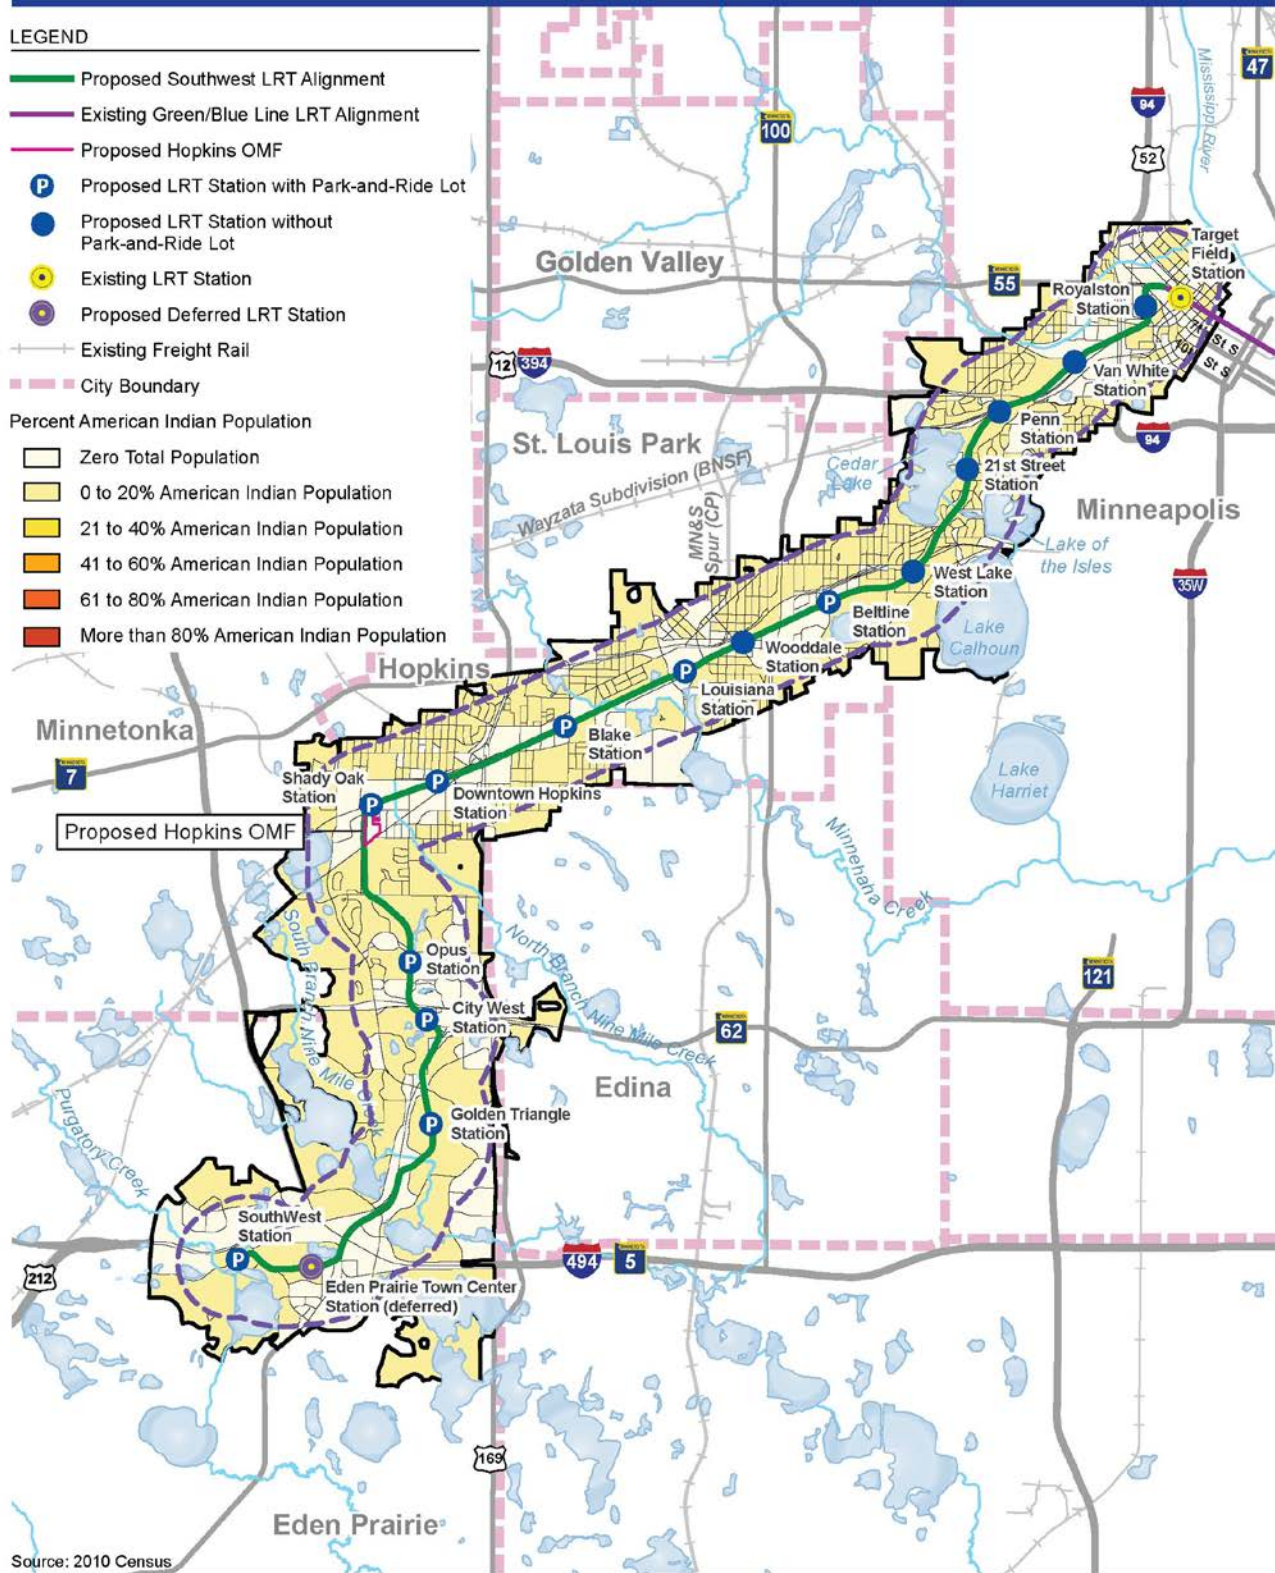 LEGEND
Proposed Southwest LRT Alignment
Existing Green/Blue Line LRT Alignment
Proposed Hopkins OMF
P Proposed LRT Station with Park-and-Ride Lot
Proposed LRT Station without
Park-and-Ride Lot
Existing LRT Station
Proposed Deferred LRT Station
Existing Freight Rail
City Boundary
Percent American Indian Population
Zero Total Population
0 to 20% American Indian Population
21 to 40% American Indian Population
41 to 60% American Indian Population
61 to 80% American Indian Population
More than 80% American Indian Population
47
94
100
52
Mississippi River
Golden Valley
55
Target
Field
Station
Royalston
Station
7th St S
10th St S
12
394
Van White
Station
St. Louis Park
Penn
Station
94
Wayzata Subdivision (BNSF)
MN&S
Spur (CP)
Cedar
Lake
21st Street
Station
Minneapolis
Lake of
the Isles
35W
West Lake
Station
P
Beltline
Station
Lake
Calhoun
Wooddale
Station
Hopkins
P
Louisiana
Station
Minnetonka
P
Blake
Station
7
Shady Oak
Station
P
P
Downtown Hopkins
Station
Lake
Harriet
Proposed Hopkins OMF
Minnehaha Creek
South Branch Nine Mile Creek
North Branch Nine Mile Creek
P
Opus
Station
121
P
City West
Station
62
Edina
Purgatory Creek
P
Golden Triangle
Station
SouthWest
Station
P
212
494
5
Eden Prairie Town Center
Station (deferred)
169
Eden Prairie
Source: 2010 Census